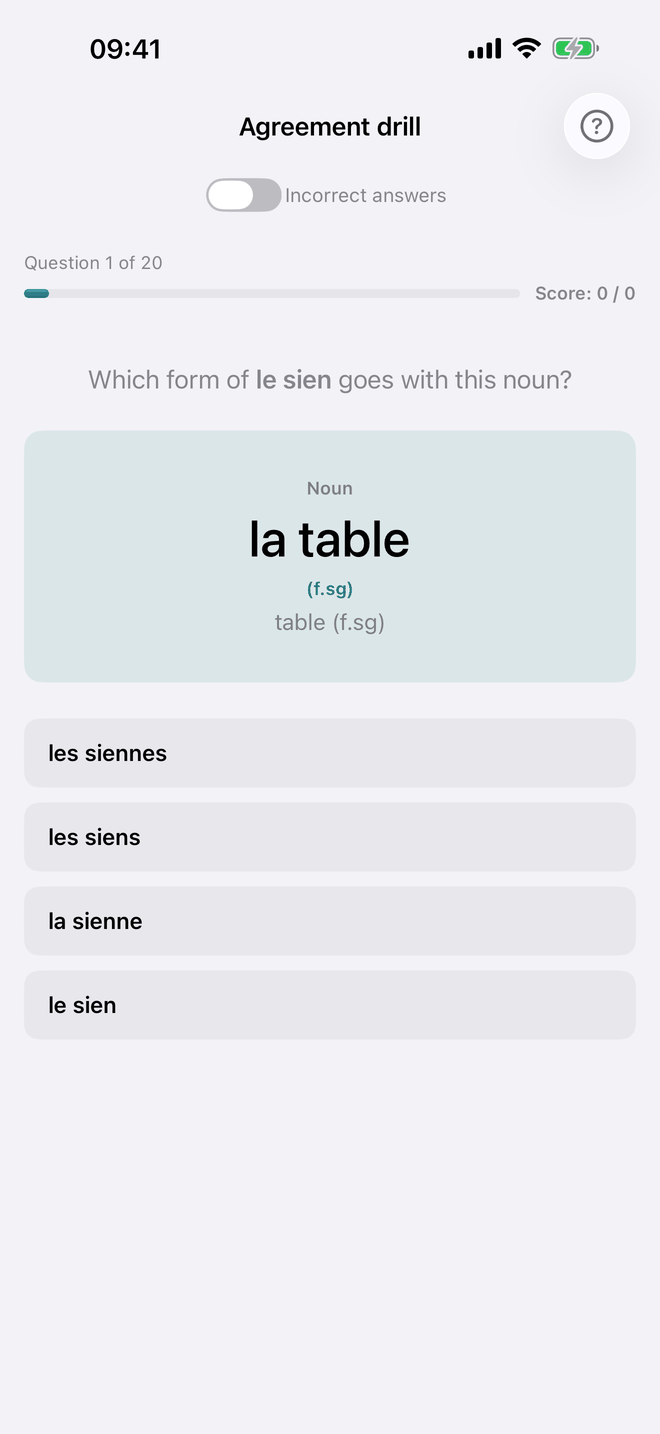 09:41
Agreement drill
Incorrect answers
Question 1 of 20
Score: 0 / 0
Which form of le sien goes with this noun?
Noun
la table
(f.sg)
table (f.sg)
les siennes
les siens
la sienne
le sien